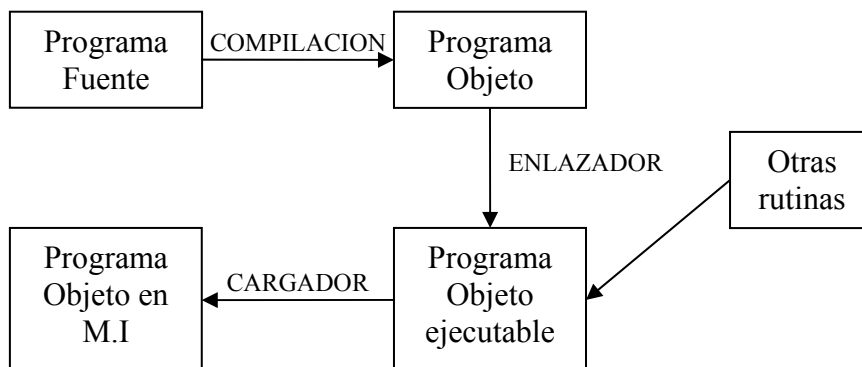 Programa
Fuente
COMPILACION
Programa
Objeto
ENLAZADOR
Otras
rutinas
Programa
Objeto en
M.I
CARGADOR
Programa
Objeto
ejecutable